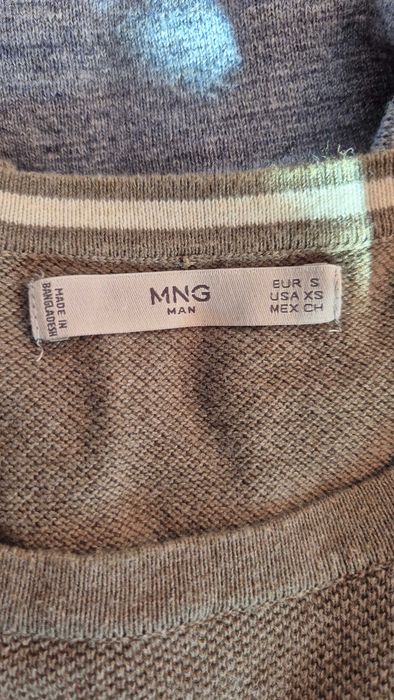 MADE IN
BANGLADESH
MNG
MAN
EUR S
USA XS
MEX CH